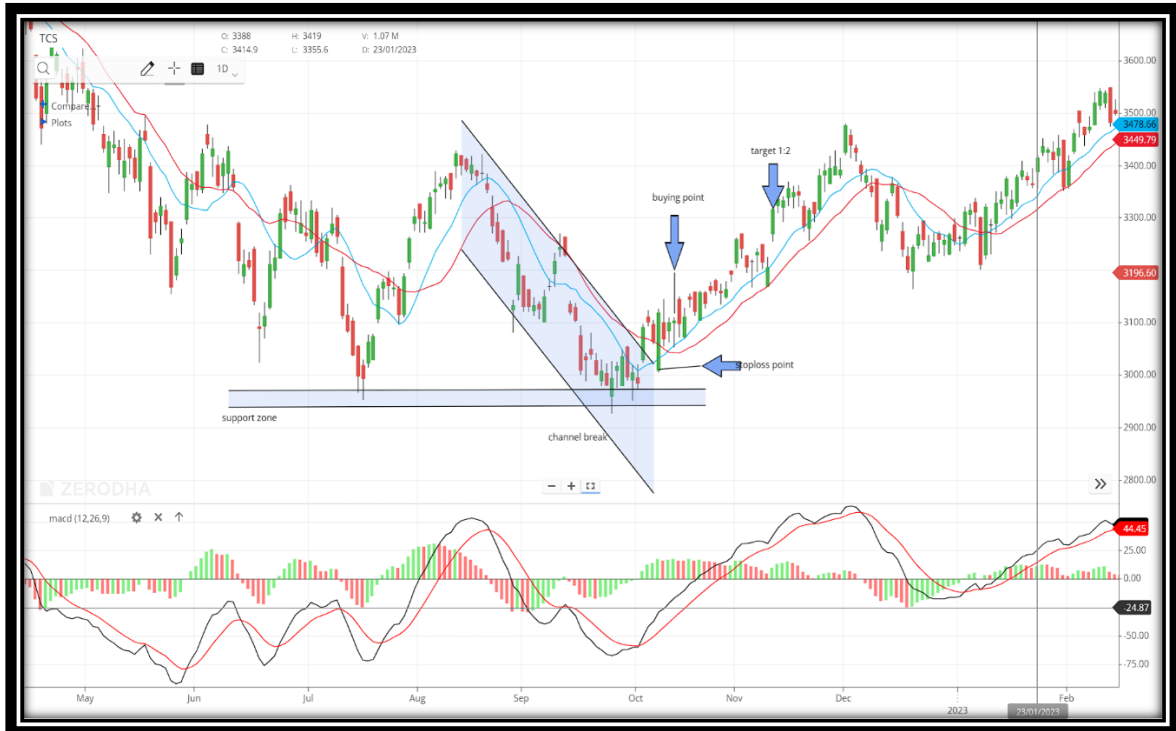 TCS
O: 3388 H: 3419 V: 1.07 M
C: 3414.9 L: 3355.6 D: 23/01/2023
1D
Compare...
Plots
3600.00
3500.00
3478.66
3449.79
3400.00
3300.00
3196.60
3100.00
3000.00
2900.00
2800.00
target 1:2
buying point
stoploss point
support zone
channel break
ZERODHA
macd (12,26,9)
44.45
25.00
0.00
-24.87
-50.00
-75.00
May Jun Jul Aug Sep Oct Nov Dec 2023 Feb
23/01/2023